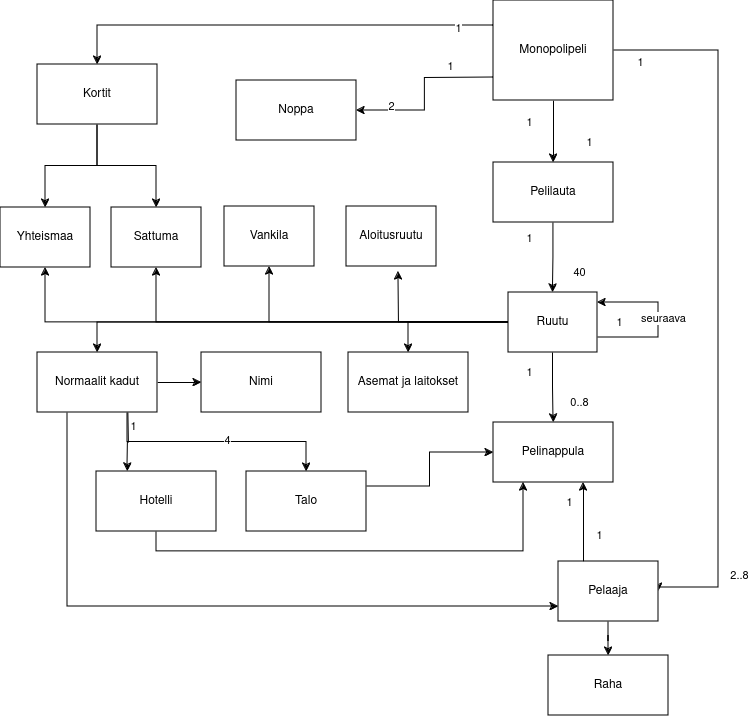 1
Monopolipeli
1
1
Kortit
2
Noppa
1
1
Pelilauta
Yhteismaa
Sattuma
Vankila
Aloitusruutu
1
40
Ruutu
1
seuraava
Normaalit kadut
Nimi
Asemat ja laitokset
1
0..8
1
4
Pelinappula
Hotelli
Talo
1
1
2..8
Pelaaja
Raha